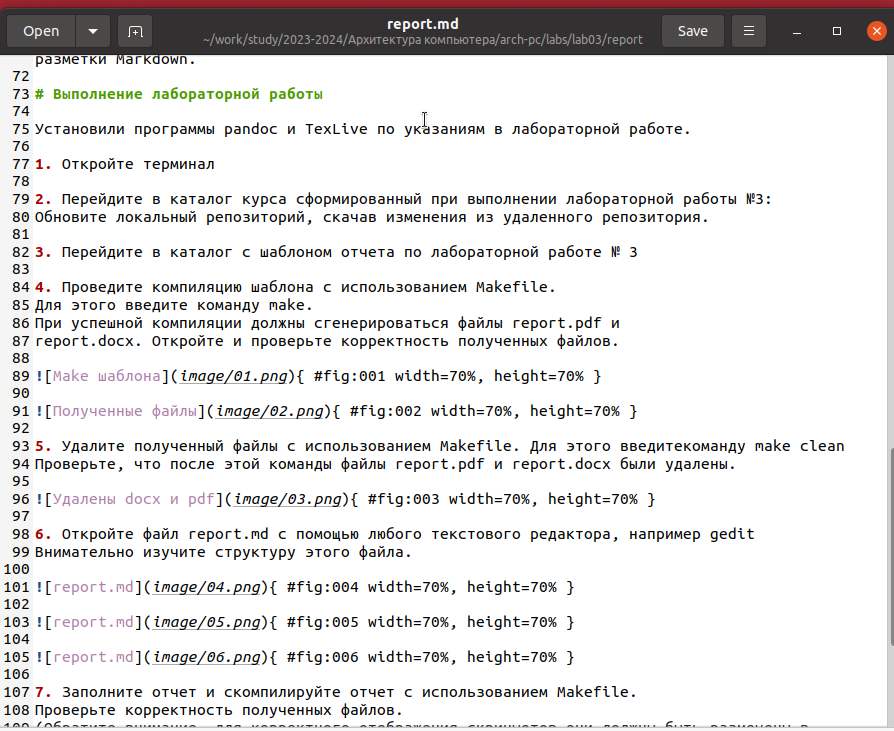 Open
report.md
~/work/study/2023-2024/Архитектура компьютера/arch-pc/labs/lab03/report
Save
разметки Markdown.
72
73 # Выполнение лабораторной работы
74
75 Установили программы pandoc и TexLive по указаниям в лабораторной работе.
76
77 1. Откройте терминал
78
79 2. Перейдите в каталог курса сформированный при выполнении лабораторной работы №3:
80 Обновите локальный репозиторий, скачав изменения из удаленного репозитория.
81
82 3. Перейдите в каталог с шаблоном отчета по лабораторной работе № 3
83
84 4. Проведите компиляцию шаблона с использованием Makefile.
85 Для этого введите команду make.
86 При успешной компиляции должны сгенерироваться файлы report.pdf и
87 report.docx. Откройте и проверьте корректность полученных файлов.
88
89 ![Make шаблона](image/01.png){ #fig:001 width=70%, height=70% }
90
91 ![Полученные файлы](image/02.png){ #fig:002 width=70%, height=70% }
92
93 5. Удалите полученный файлы с использованием Makefile. Для этого введитекоманду make clean
94 Проверьте, что после этой команды файлы report.pdf и report.docx были удалены.
95
96 ![Удалены docx и pdf](image/03.png){ #fig:003 width=70%, height=70% }
97
98 6. Откройте файл report.md c помощью любого текстового редактора, например gedit
99 Внимательно изучите структуру этого файла.
100
101 ![report.md](image/04.png){ #fig:004 width=70%, height=70% }
102
103 ![report.md](image/05.png){ #fig:005 width=70%, height=70% }
104
105 ![report.md](image/06.png){ #fig:006 width=70%, height=70% }
106
107 7. Заполните отчет и скомпилируйте отчет с использованием Makefile.
108 Проверьте корректность полученных файлов.